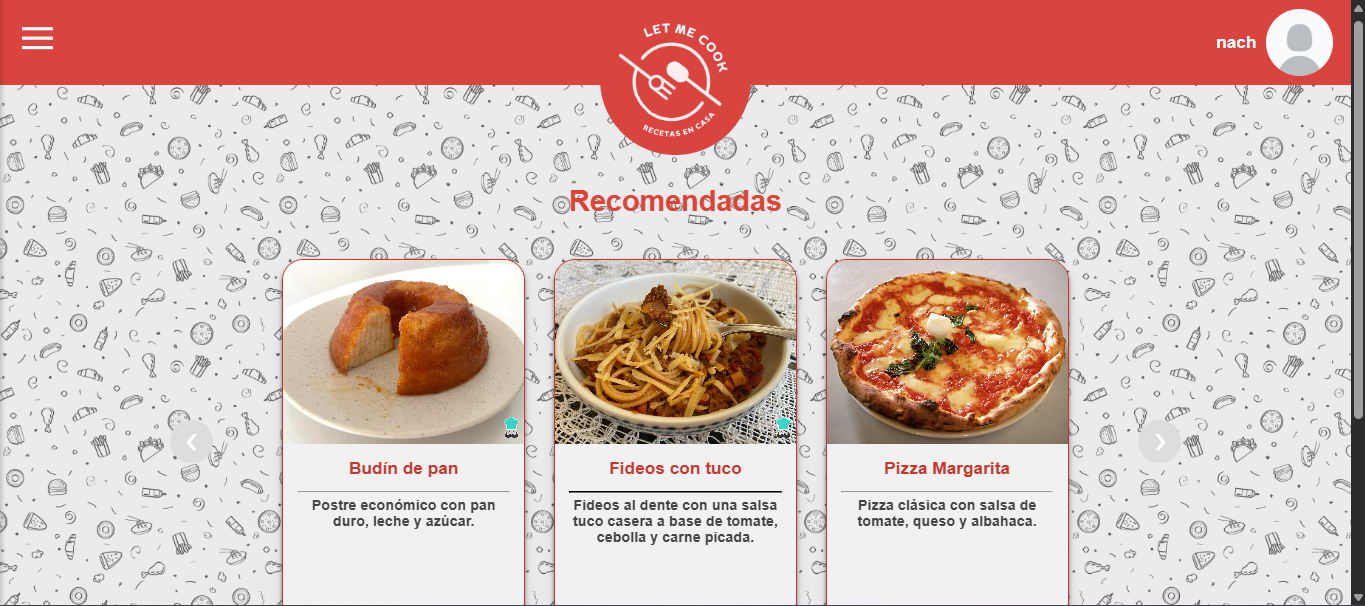 LET ME COOK
RECETAS EN CASA
nach
Recomendadas
Budín de pan
Postre económico con pan
duro, leche y azúcar.
Fideos con tuco
Fideos al dente con una salsa
tuco casera a base de tomate,
cebolla y carne picada.
Pizza Margarita
Pizza clásica con salsa de
tomate, queso y albahaca.